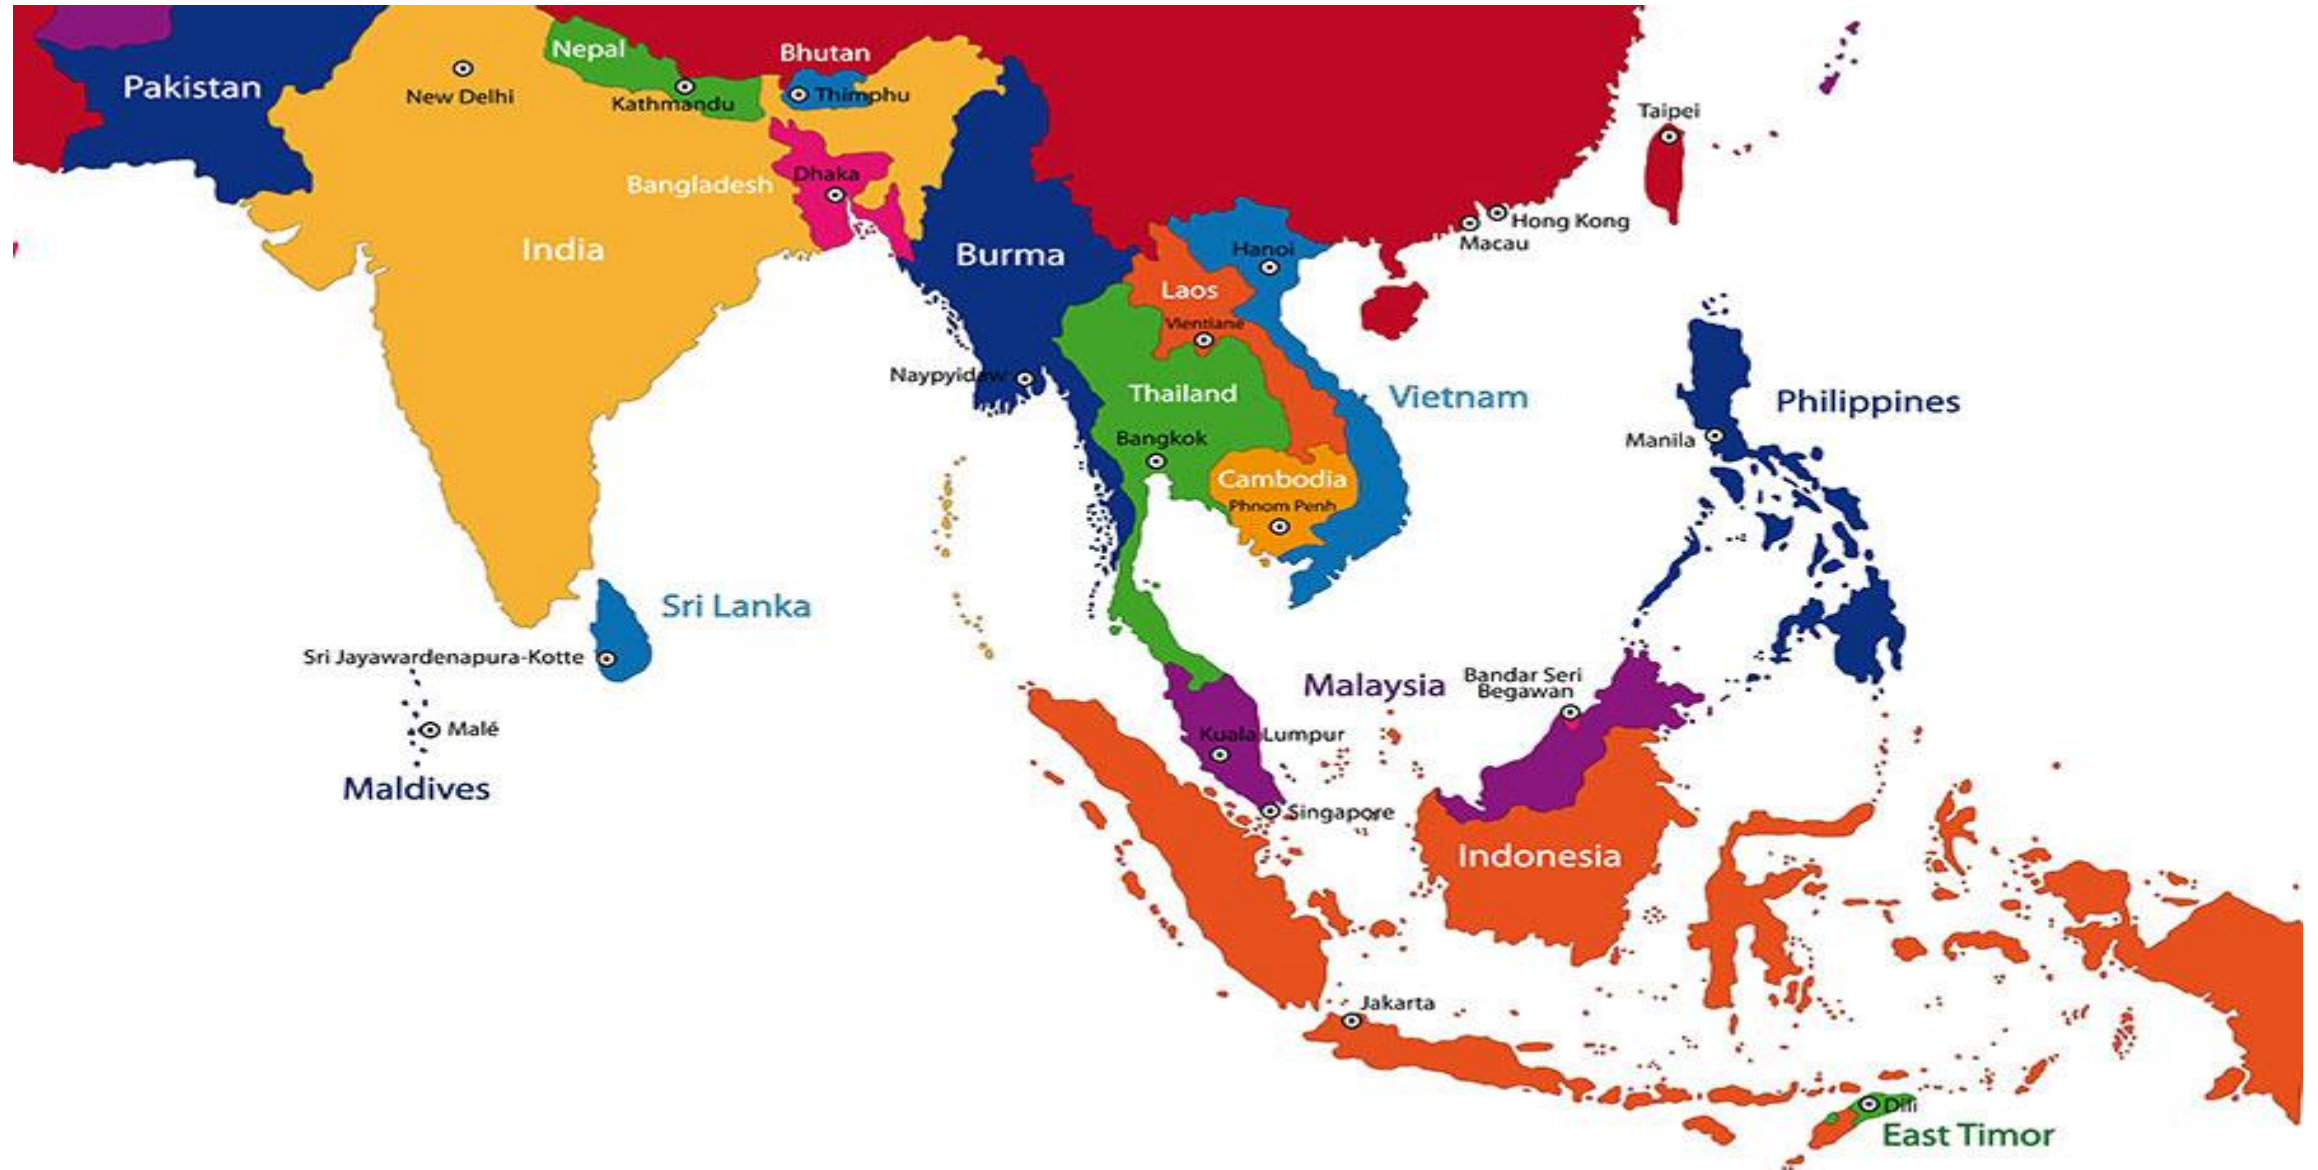 Nepal
Bhutan
Pakistan
New Delhi
Kathmandu
Thimphu
Taipei
Bangladesh
Dhaka
India
Burma
Hanoi
Hong Kong
Macau
Laos
Vientiane
Naypyidaw
Thailand
Vietnam
Philippines
Bangkok
Manila
Cambodia
Phnom Penh
Sri Lanka
Sri Jayawardenapura-Kotte
Malaysia
Bandar Seri
Begawan
Malé
Kuala Lumpur
Maldives
Singapore
Indonesia
Jakarta
Dili
East Timor